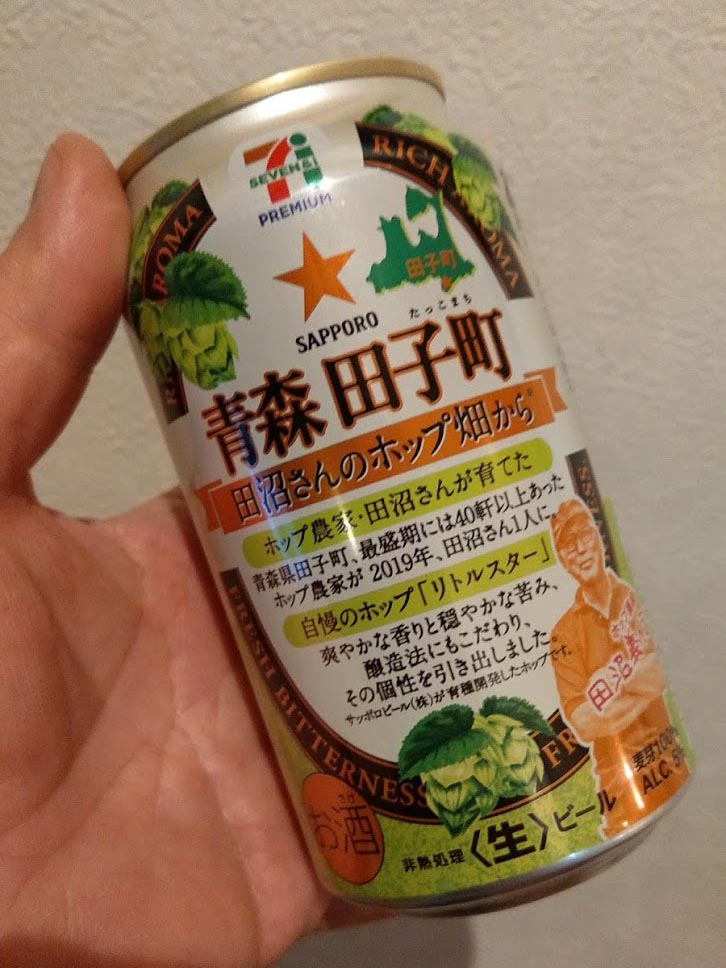 7i
SEVEN&i
PREMIUM
RICH AROMA
AROMA
田子町
SAPPORO
たっこまち
青森 田子町
田沼さんのホップ畑から
ホップ農家・田沼さんが育てた
青森県田子町、最盛期には40軒以上あった
ホップ農家が2019年、田沼さん1人に。
自慢のホップ「リトルスター」
爽やかな香りと穏やかな苦み、
醸造法にもこだわり、
その個性を引き出しました。
サッポロビール(株)が育種開発したホップです。
FRESH BITTERNESS
田沼
麦芽100%
ALC. 5%
お酒
非熱処理 〈生〉ビール